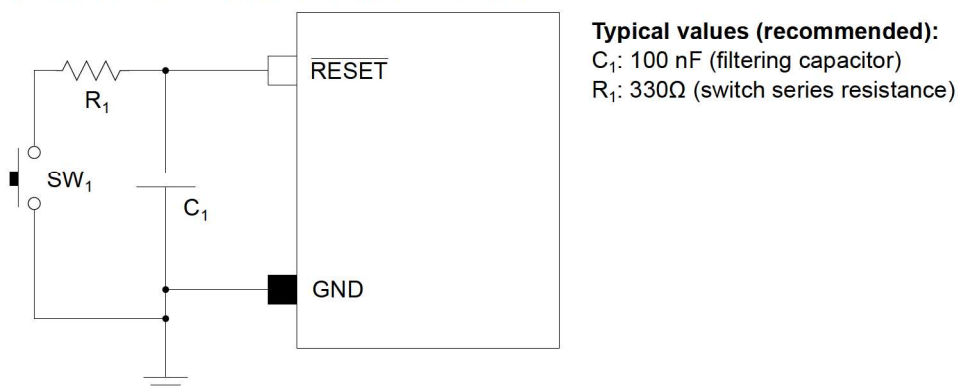 Typical values (recommended):
C₁: 100 nF (filtering capacitor)
R₁: 330Ω (switch series resistance)
RESET
R₁
SW₁
C₁
GND